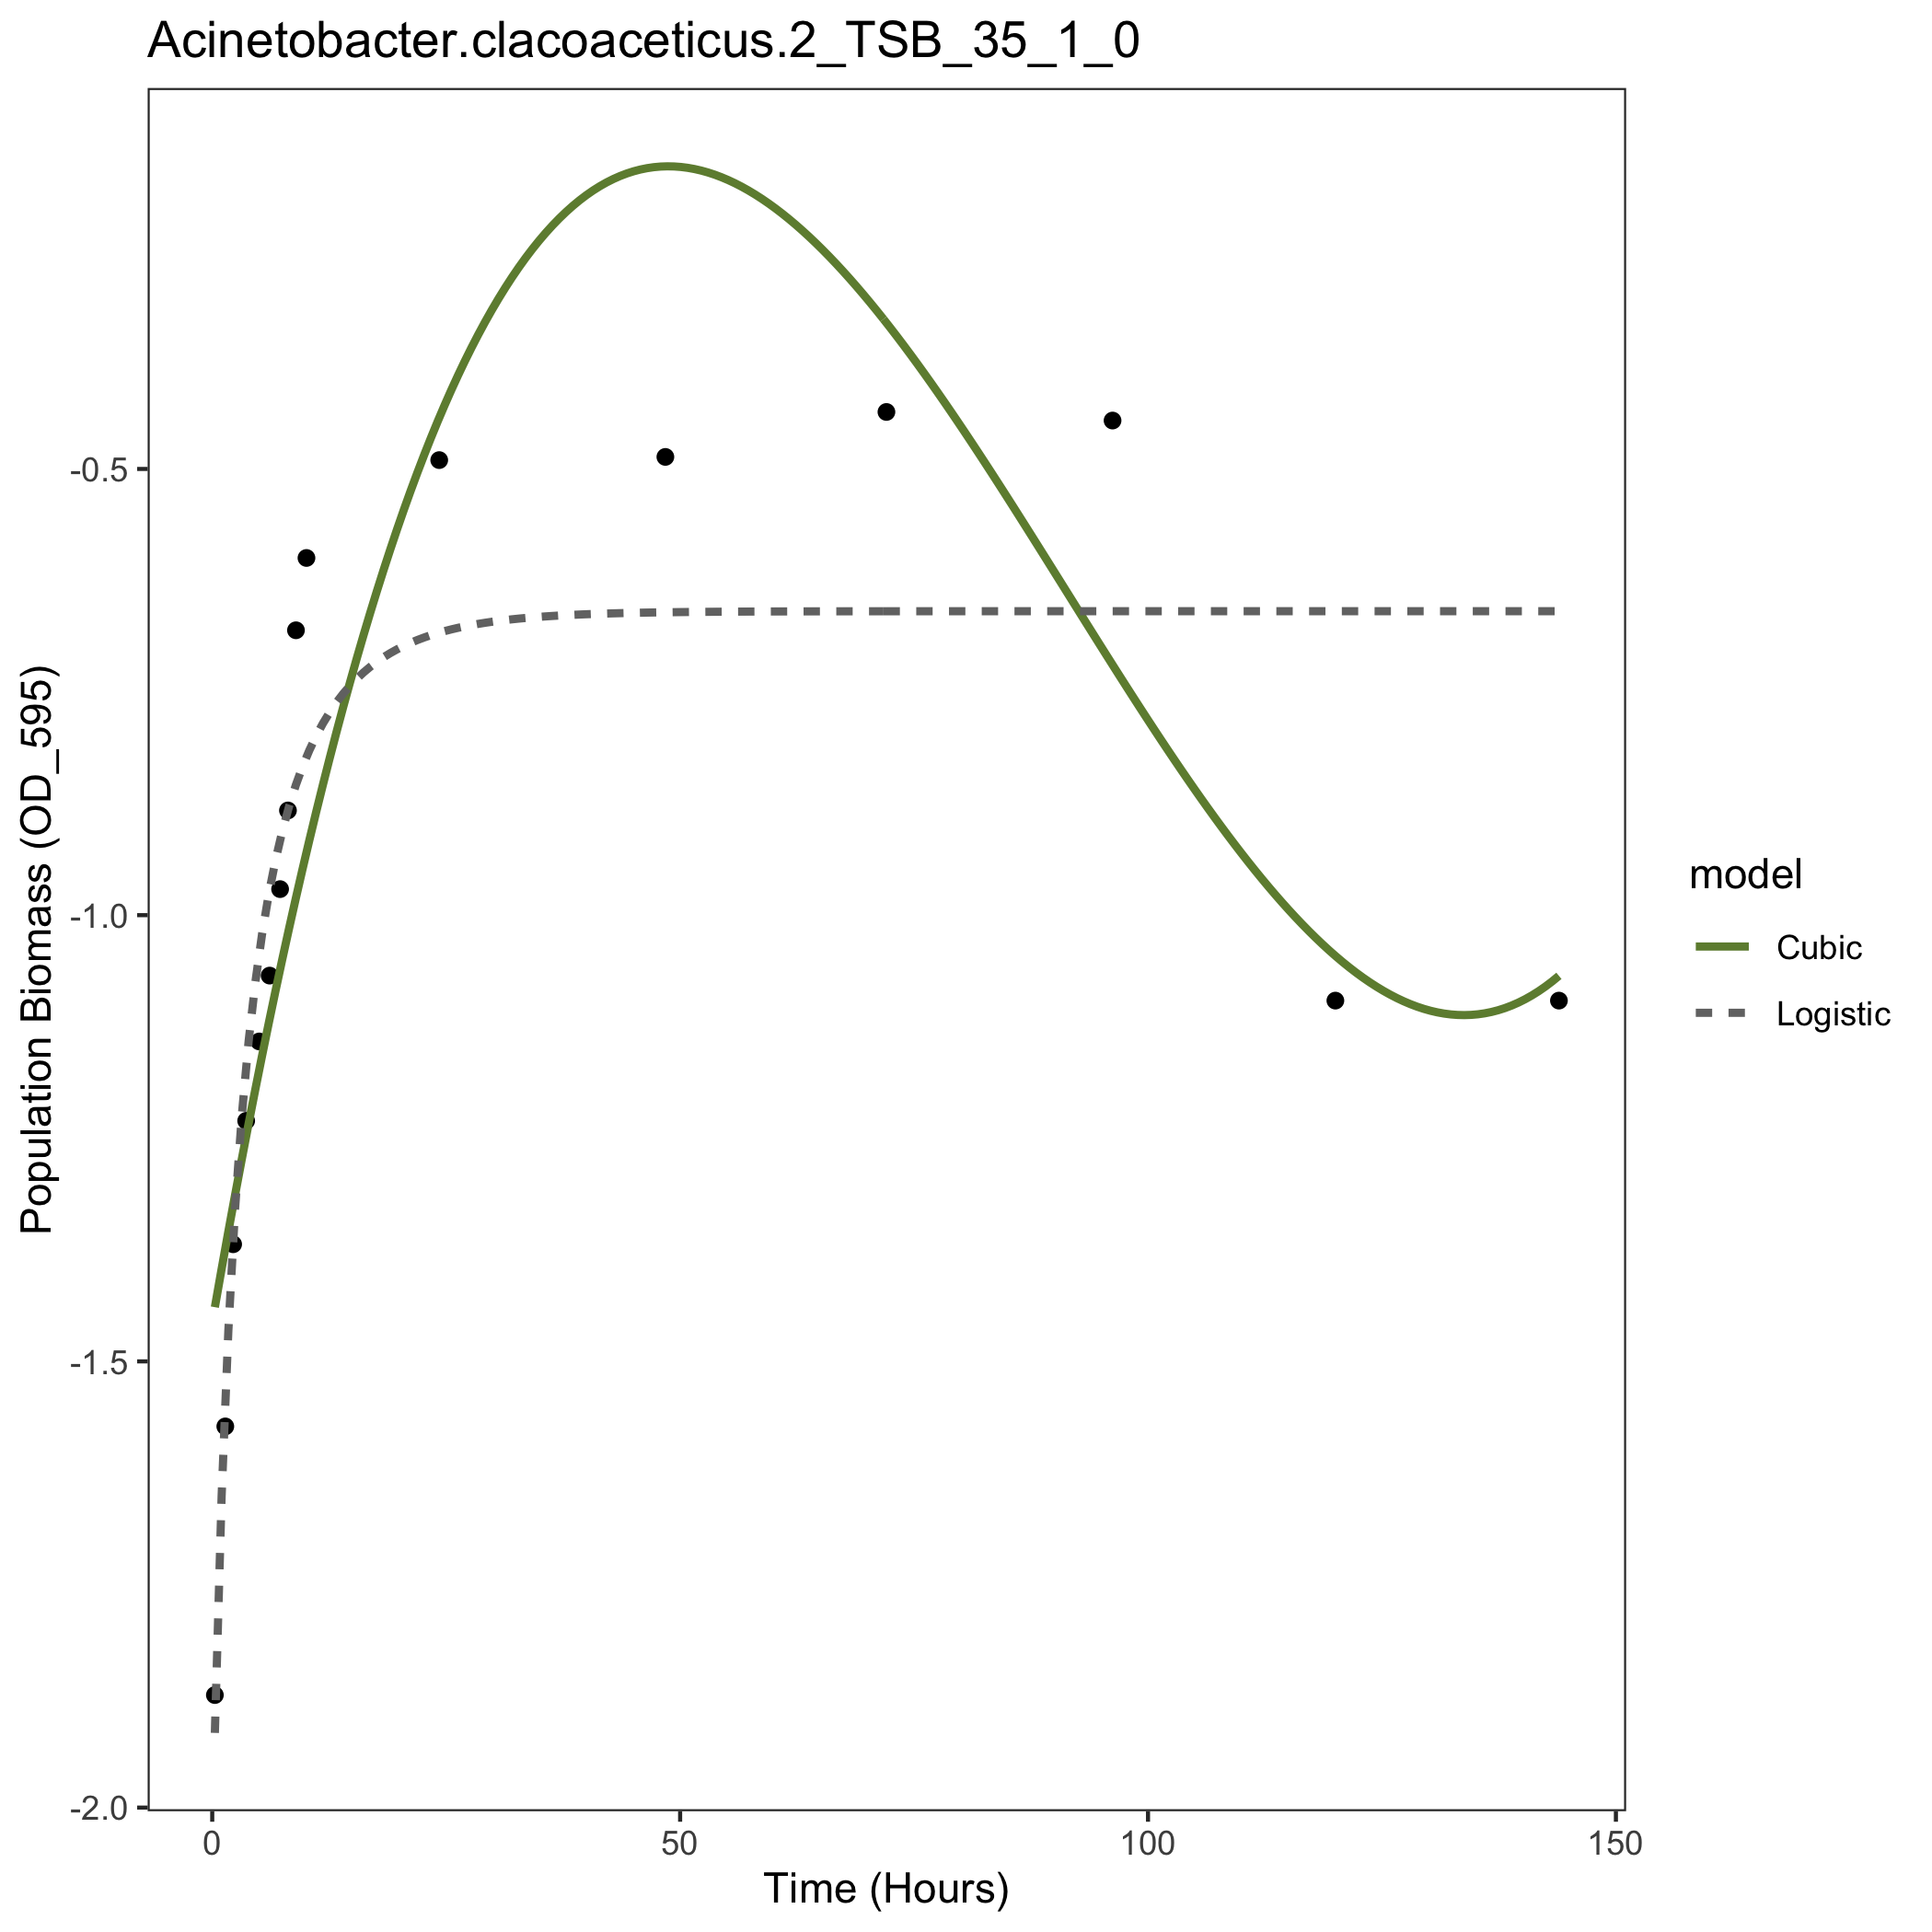 Acinetobacter.clacoaceticus.2_TSB_35_1_0
Population Biomass (OD_595)
-0.5
-1.0
-1.5
-2.0
0
50
100
150
Time (Hours)
model
Cubic
Logistic